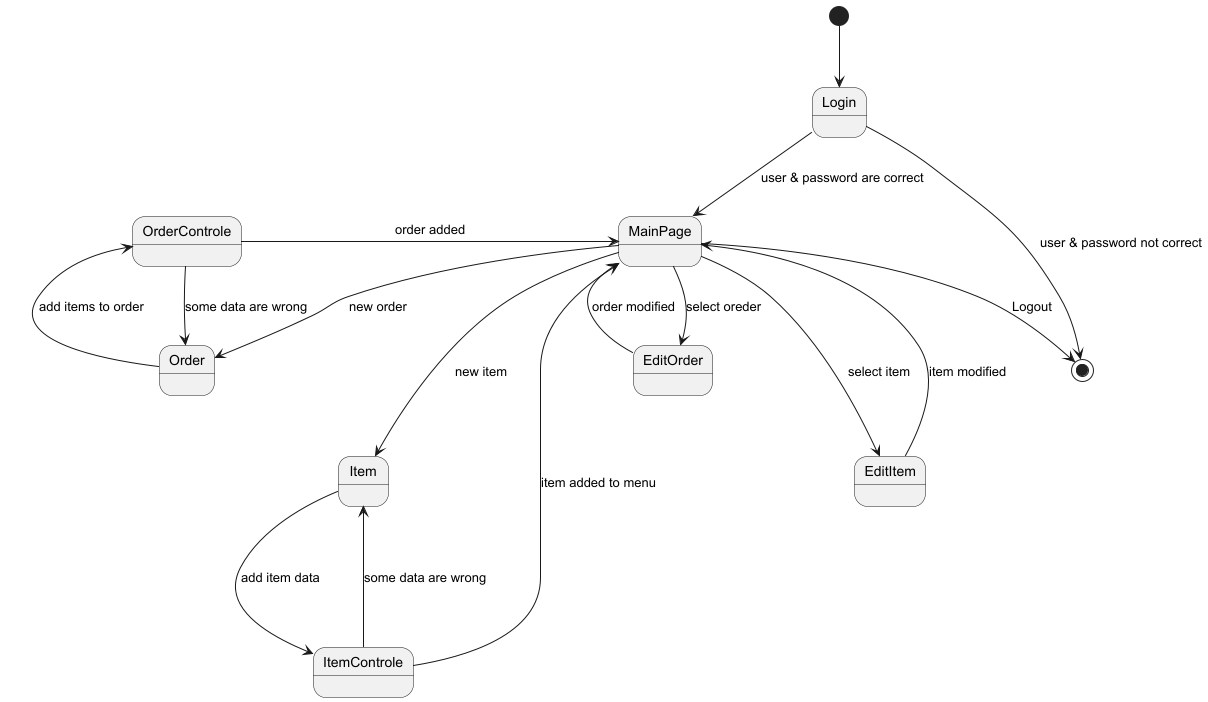 Login
user & password are correct
OrderControle
order added
MainPage
user & password not correct
add items to order
some data are wrong
new order
order modified
select oreder
Logout
Order
EditOrder
new item
select item
item modified
Item
EditItem
item added to menu
add item data
some data are wrong
ItemControle